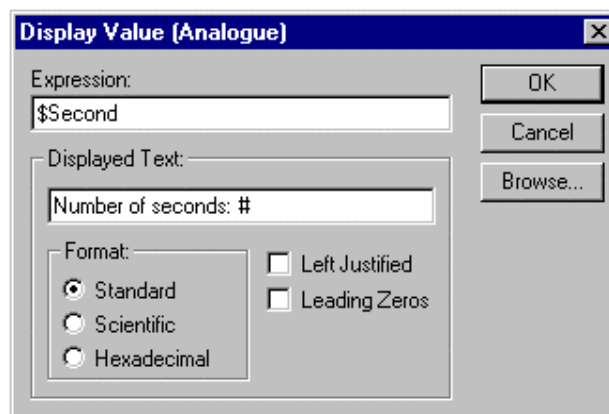 Display Value (Analogue)
Expression:
$Second
OK
Cancel
Browse...
Displayed Text:
Number of seconds: #
Format:
Standard
Scientific
Hexadecimal
Left Justified
Leading Zeros